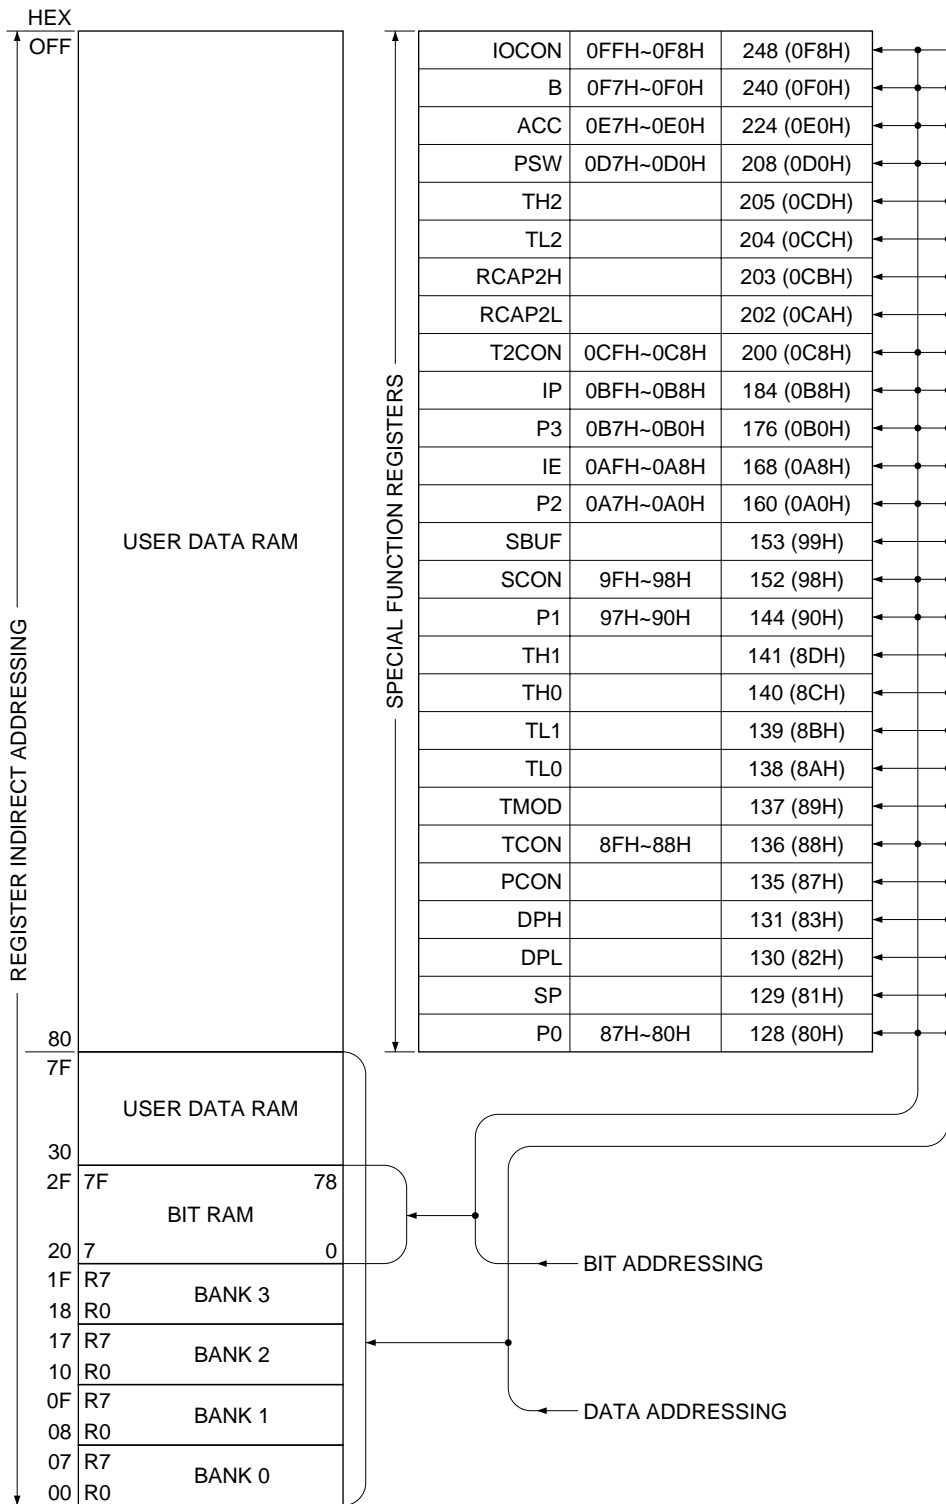 HEX
OFF
IOCON 0FFH~0F8H 248 (0F8H)
B 0F7H~0F0H 240 (0F0H)
ACC 0E7H~0E0H 224 (0E0H)
PSW 0D7H~0D0H 208 (0D0H)
TH2 205 (0CDH)
TL2 204 (0CCH)
RCAP2H 203 (0CBH)
RCAP2L 202 (0CAH)
T2CON 0CFH~0C8H 200 (0C8H)
IP 0BFH~0B8H 184 (0B8H)
P3 0B7H~0B0H 176 (0B0H)
IE 0AFH~0A8H 168 (0A8H)
P2 0A7H~0A0H 160 (0A0H)
SBUF 153 (99H)
SCON 9FH~98H 152 (98H)
P1 97H~90H 144 (90H)
TH1 141 (8DH)
TH0 140 (8CH)
TL1 139 (8BH)
TL0 138 (8AH)
TMOD 137 (89H)
TCON 8FH~88H 136 (88H)
PCON 135 (87H)
DPH 131 (83H)
DPL 130 (82H)
SP 129 (81H)
P0 87H~80H 128 (80H)
SPECIAL FUNCTION REGISTERS
REGISTER INDIRECT ADDRESSING
USER DATA RAM
80
7F
USER DATA RAM
30
2F 7F 78
BIT RAM
20 7 0
BIT ADDRESSING
1F R7
BANK 3
18 R0
17 R7
BANK 2
10 R0
0F R7
BANK 1
08 R0
DATA ADDRESSING
07 R7
BANK 0
00 R0